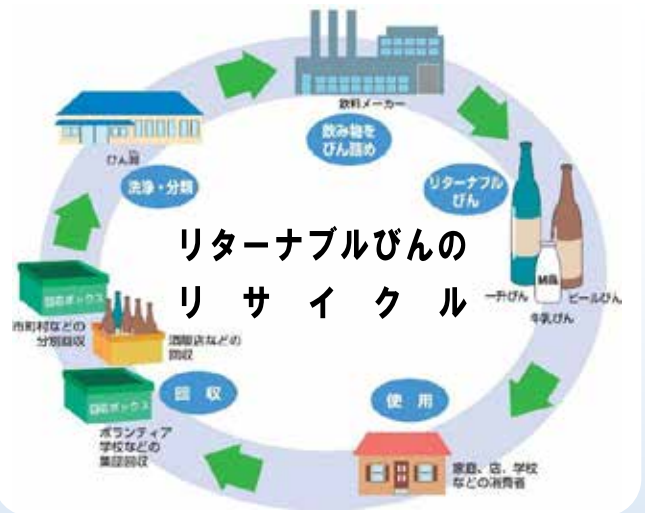 飲料メーカー
飲み物を
びん詰め
リターナブル
びん
びん商
洗浄・分類
リターナブルびんの
リサイクル
Milk
一升びん
牛乳びん
ビールびん
回収ボックス
市町村などの
分別回収
酒販店などの
回収
回収ボックス
回収
ボランティア
学校などの
集団回収
使用
家庭、店、学校
などの消費者